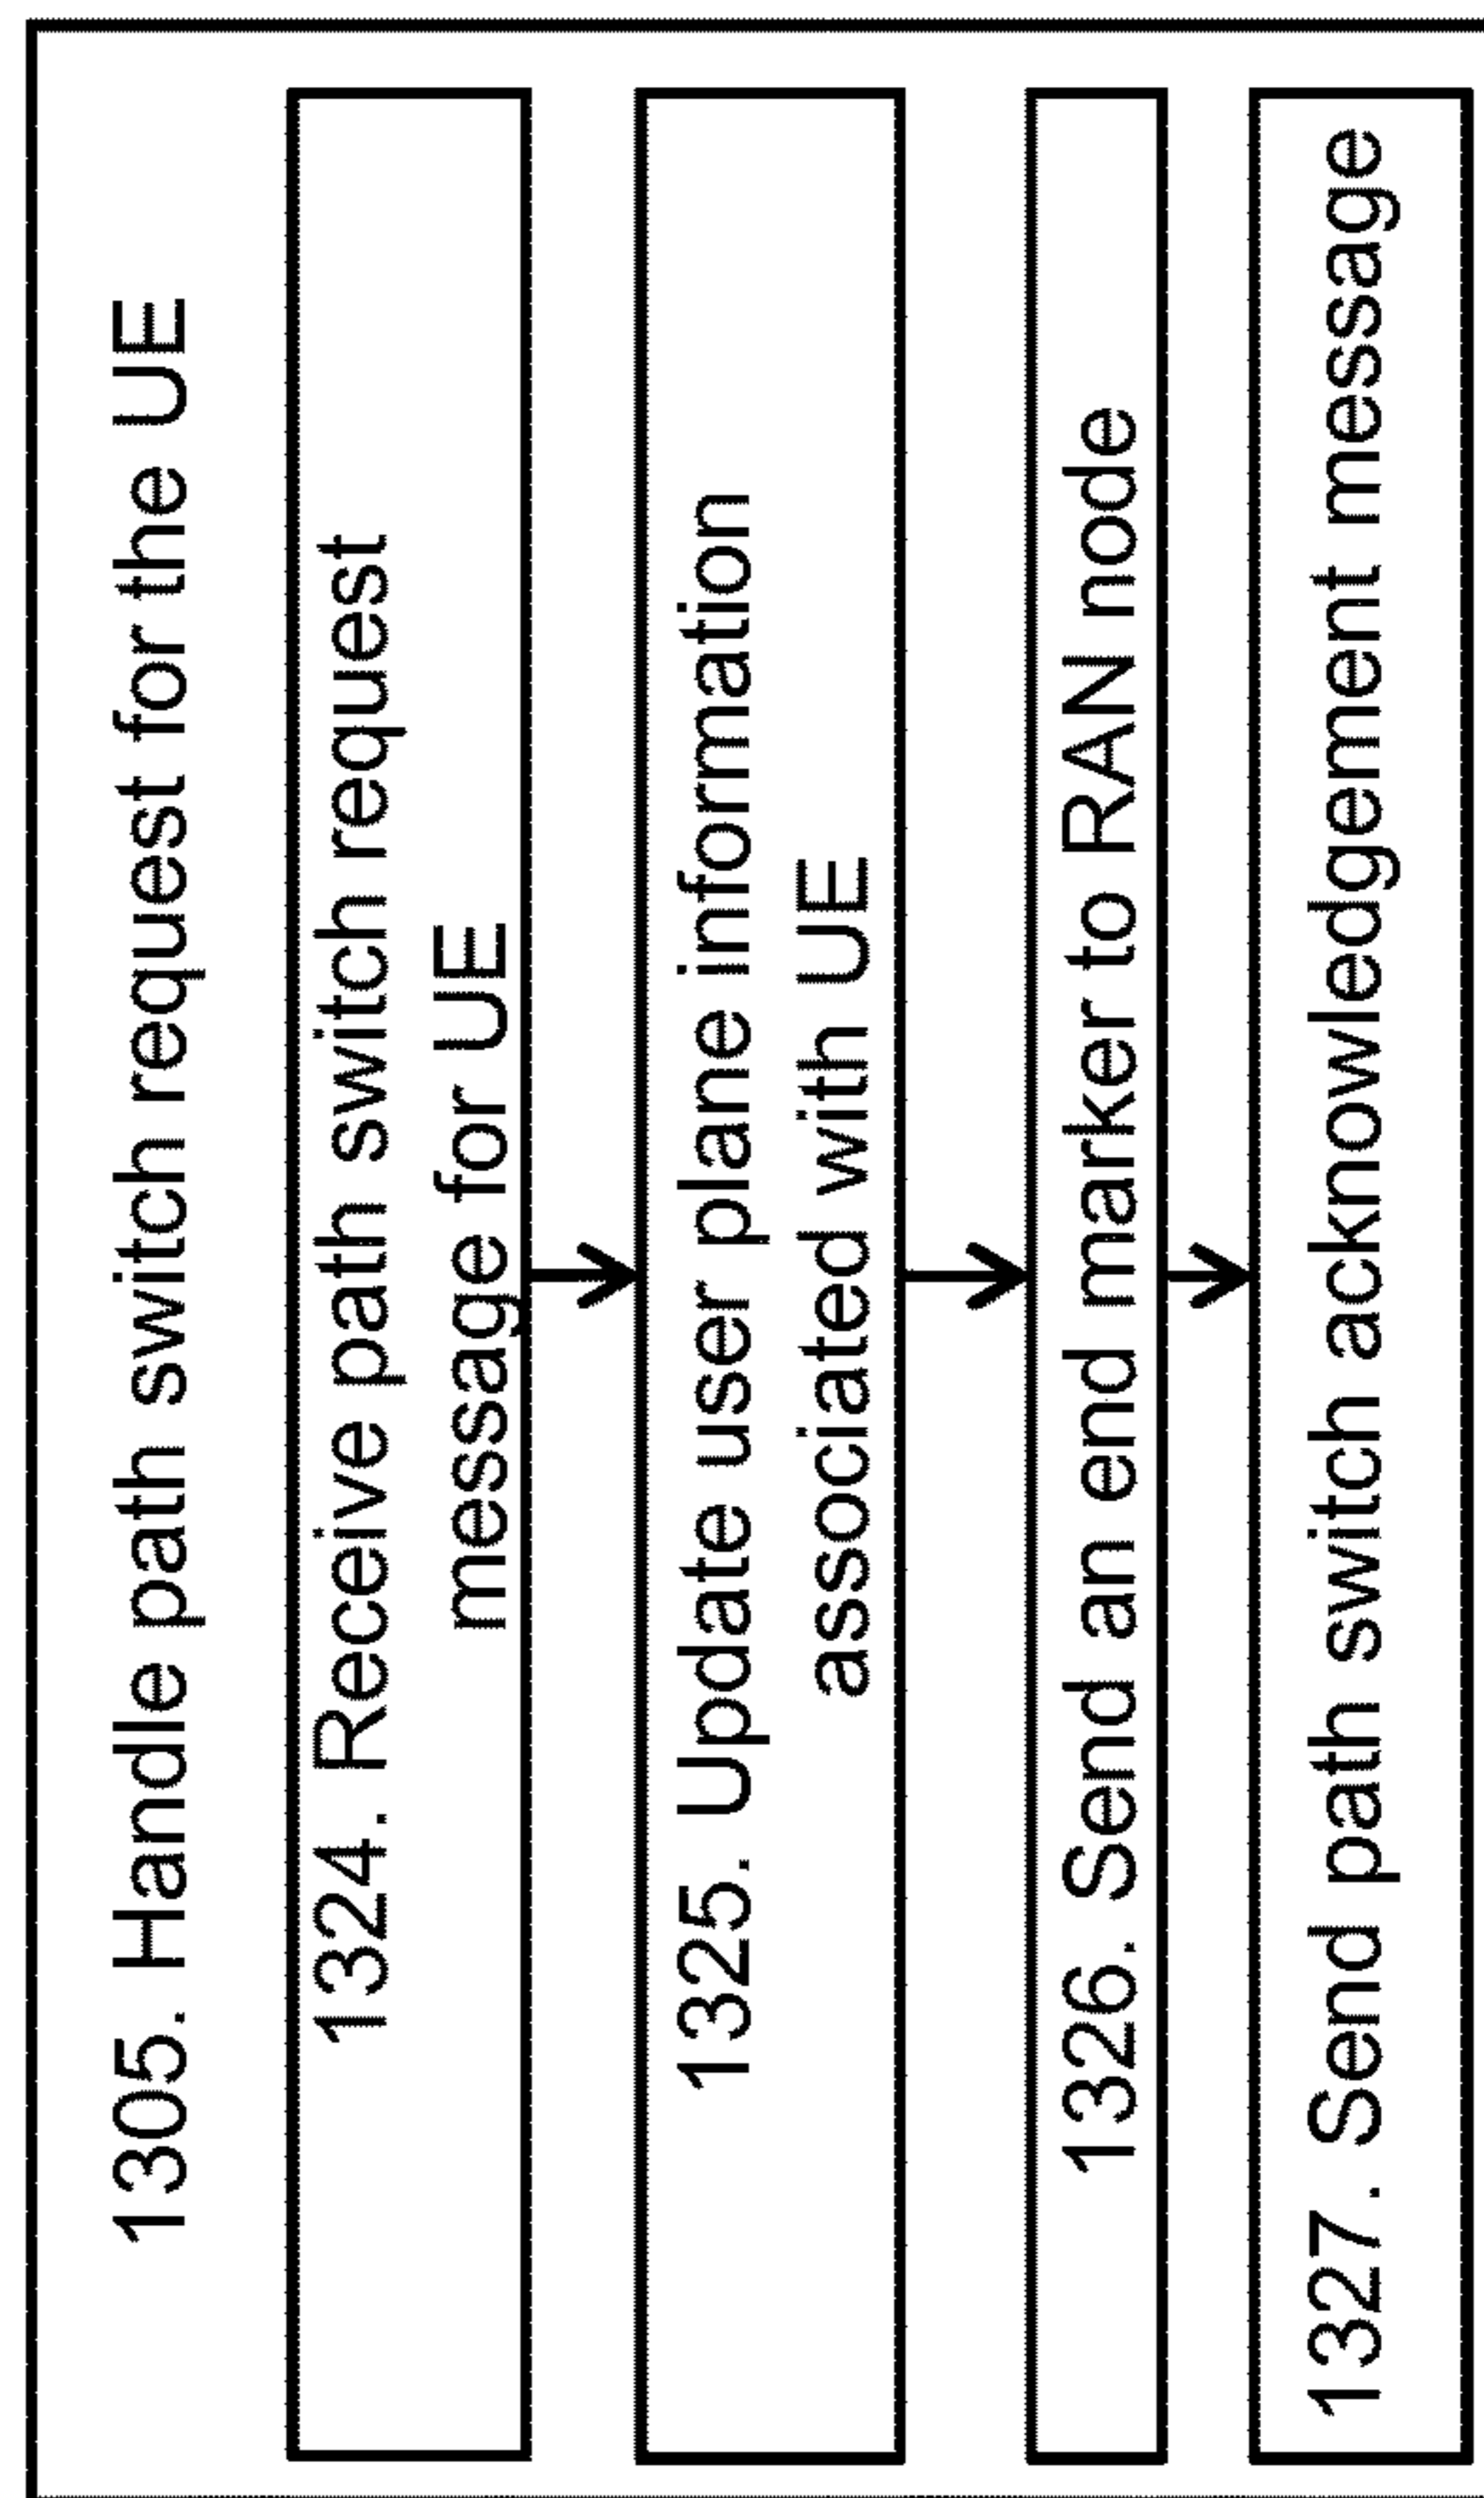 1305. Handle path switch request for the UE
1324. Receive path switch request
message for UE
1325. Update user plane information
associated with UE
1326. Send an end marker to RAN node
1327. Send path switch acknowledgement message